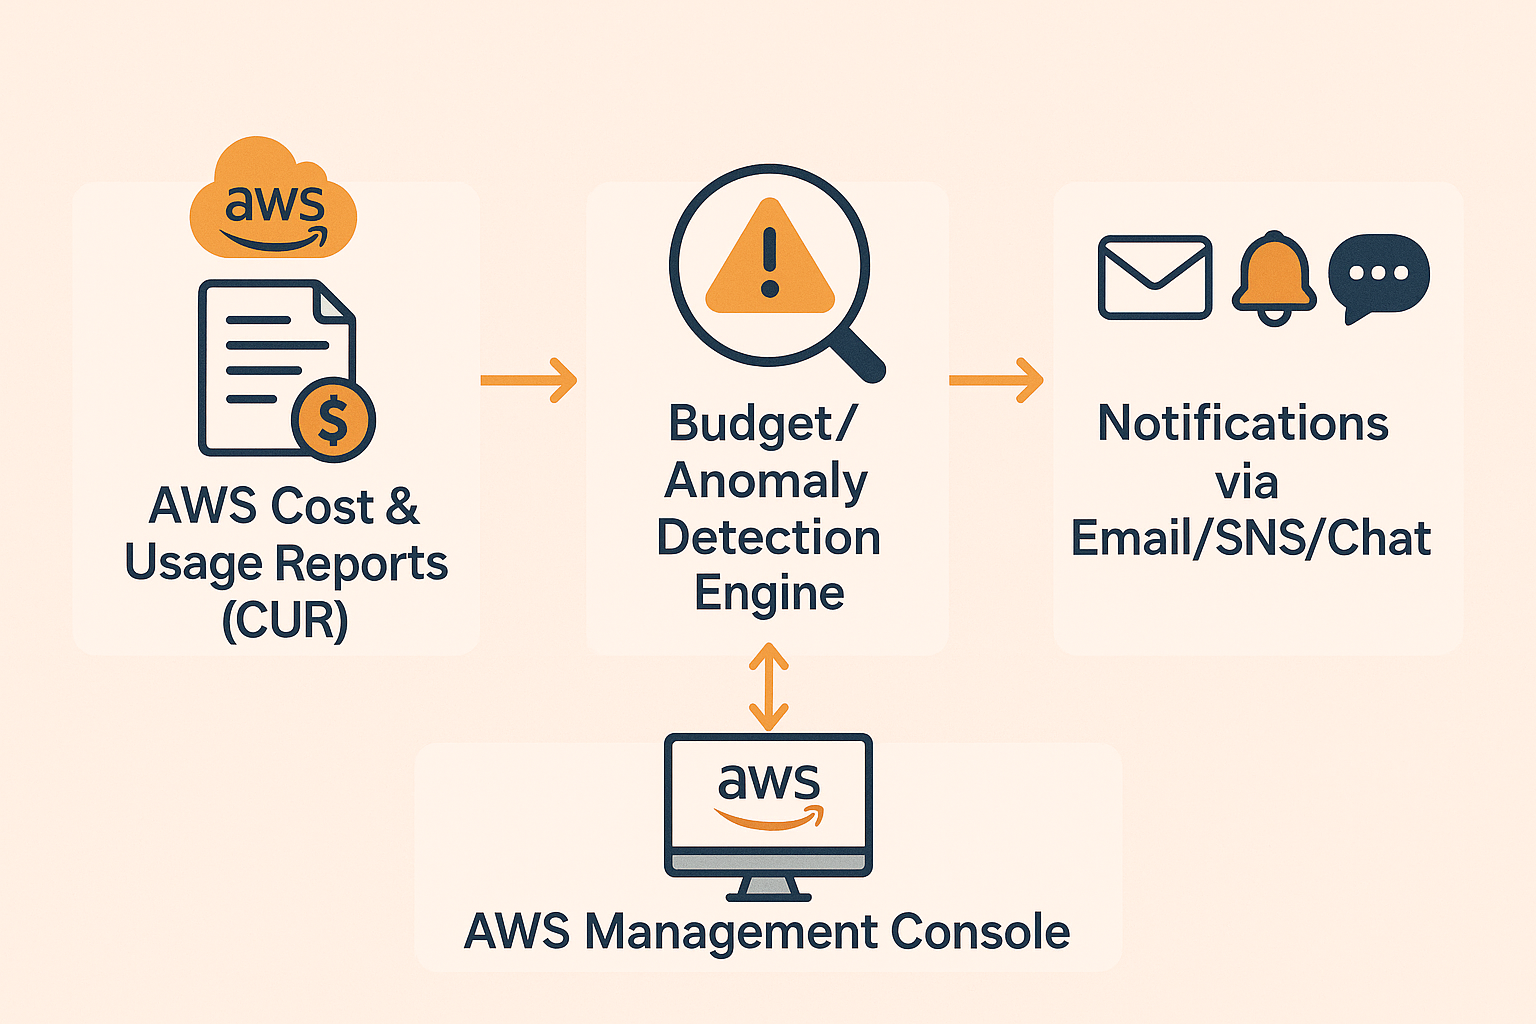 aws
$
AWS Cost &
Usage Reports
(CUR)
!
Budget/
Anomaly
Detection
Engine
Notifications
via
Email/SNS/Chat
aws
AWS Management Console